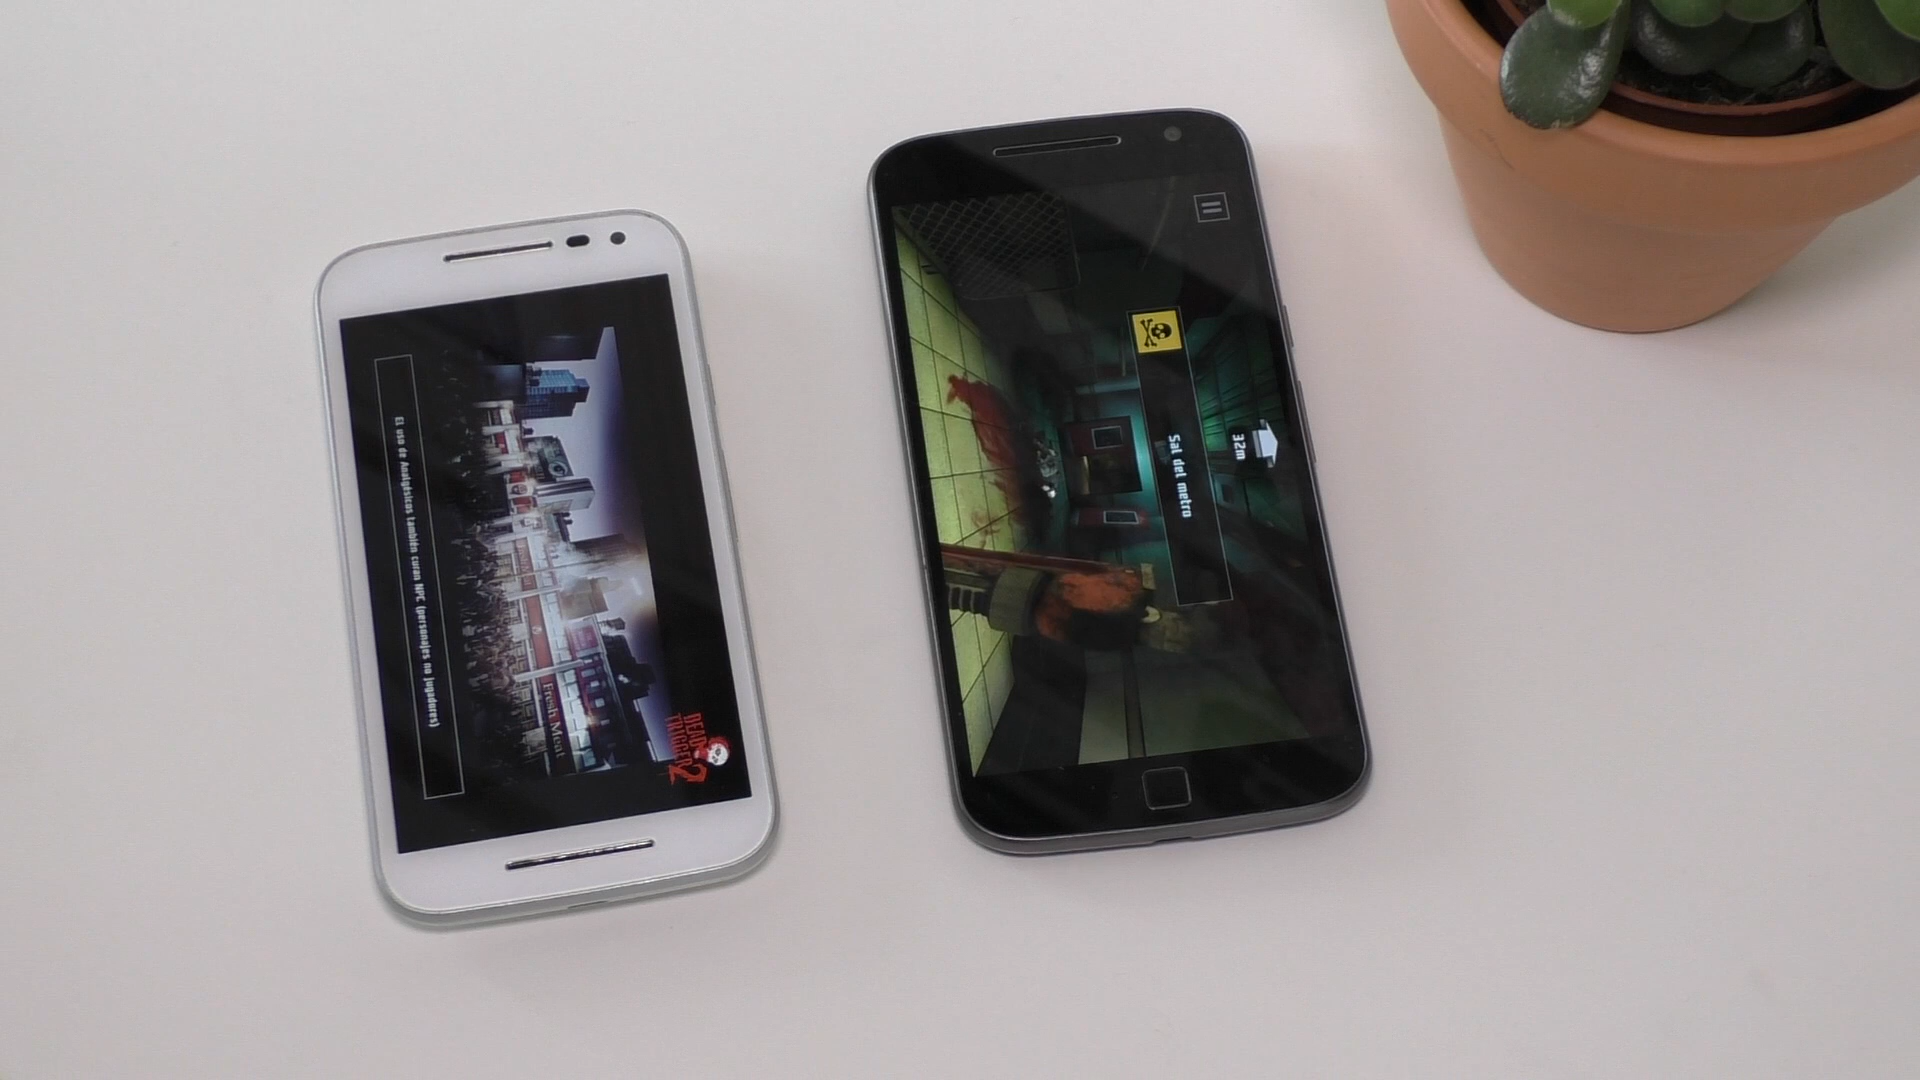 El uso de Analgésicos también curan NPC (personajes no jugadores)
Fresh Meat
DEAD
TRIGGER
2
Sal del metro
32m